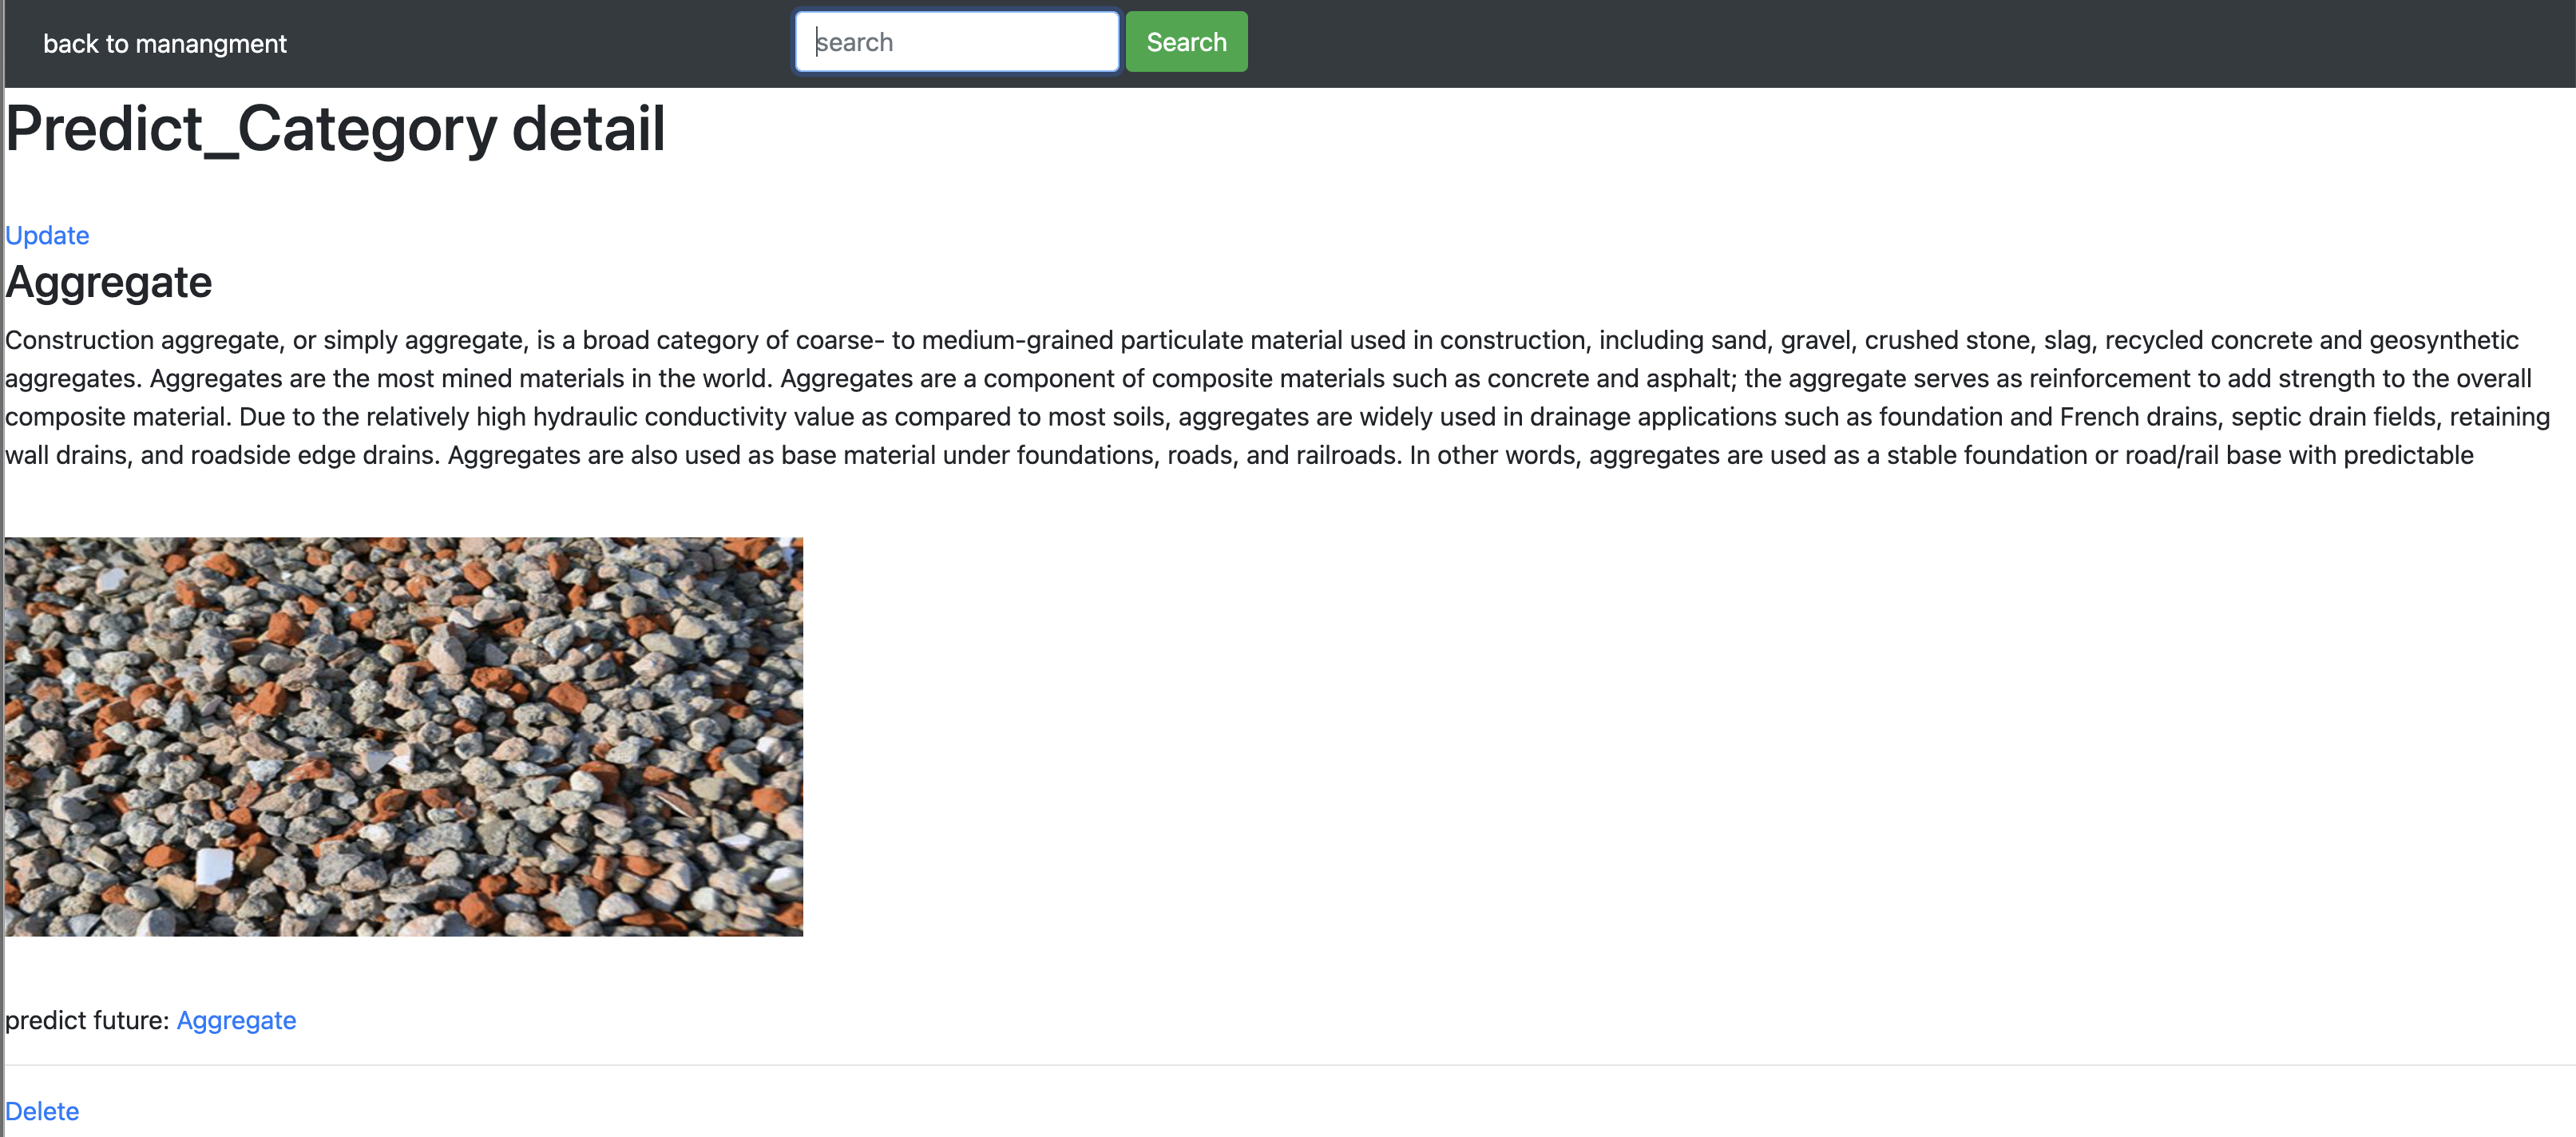 back to manangment
search
Search
Predict_Category detail
Update
Aggregate
Construction aggregate, or simply aggregate, is a broad category of coarse- to medium-grained particulate material used in construction, including sand, gravel, crushed stone, slag, recycled concrete and geosynthetic
aggregates. Aggregates are the most mined materials in the world. Aggregates are a component of composite materials such as concrete and asphalt; the aggregate serves as reinforcement to add strength to the overall
composite material. Due to the relatively high hydraulic conductivity value as compared to most soils, aggregates are widely used in drainage applications such as foundation and French drains, septic drain fields, retaining
wall drains, and roadside edge drains. Aggregates are also used as base material under foundations, roads, and railroads. In other words, aggregates are used as a stable foundation or road/rail base with predictable
predict future: Aggregate
Delete